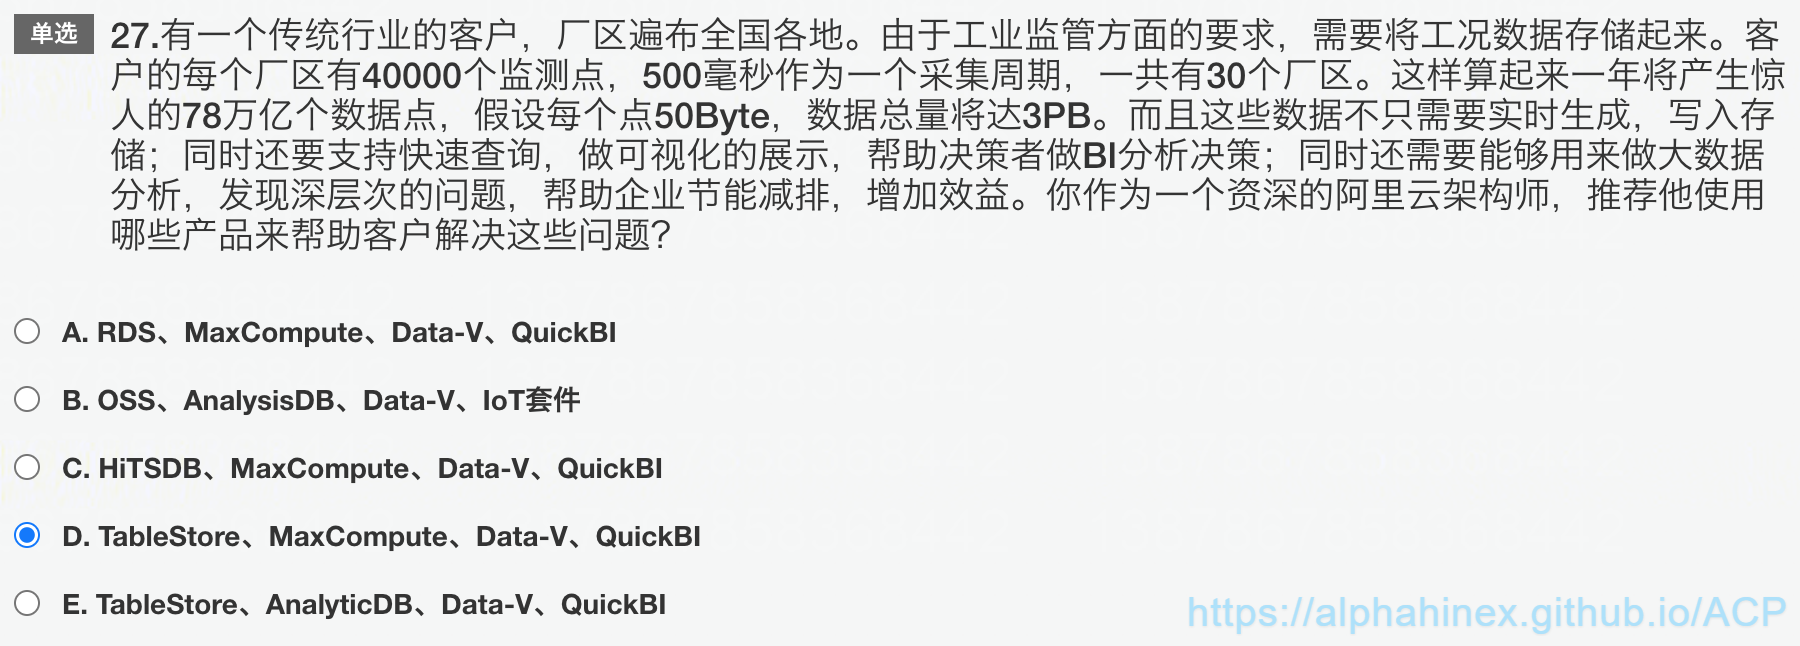 单选 27.有一个传统行业的客户，厂区遍布全国各地。由于工业监管方面的要求，需要将工况数据存储起来。客
户的每个厂区有40000个监测点，500毫秒作为一个采集周期，一共有30个厂区。这样算起来一年将产生惊
人的78万亿个数据点，假设每个点50Byte，数据总量将达3PB。而且这些数据不只需要实时生成，写入存
储；同时还要支持快速查询，做可视化的展示，帮助决策者做BI分析决策；同时还需要能够用来做大数据
分析，发现深层次的问题，帮助企业节能减排，增加效益。你作为一个资深的阿里云架构师，推荐他使用
哪些产品来帮助客户解决这些问题？
A. RDS、MaxCompute、Data-V、QuickBI
B. OSS、AnalysisDB、Data-V、IoT套件
C. HiTSDB、MaxCompute、Data-V、QuickBI
D. TableStore、MaxCompute、Data-V、QuickBI
E. TableStore、AnalyticDB、Data-V、QuickBI
https://alphahinex.github.io/ACP